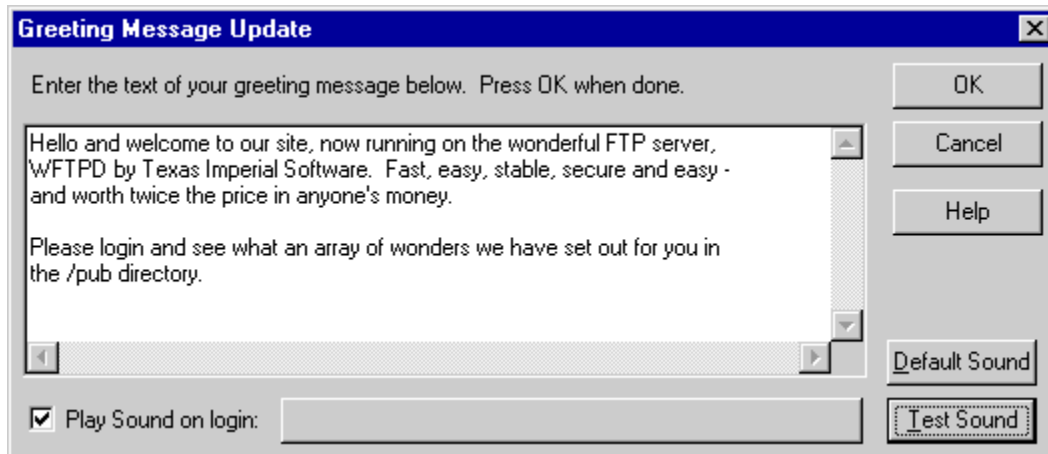 Greeting Message Update
Enter the text of your greeting message below.  Press OK when done.
OK
Hello and welcome to our site, now running on the wonderful FTP server,
WFTPD by Texas Imperial Software.  Fast, easy, stable, secure and easy -
and worth twice the price in anyone's money.
Please login and see what an array of wonders we have set out for you in
the /pub directory.
Cancel
Help
Default Sound
Play Sound on login:
Test Sound